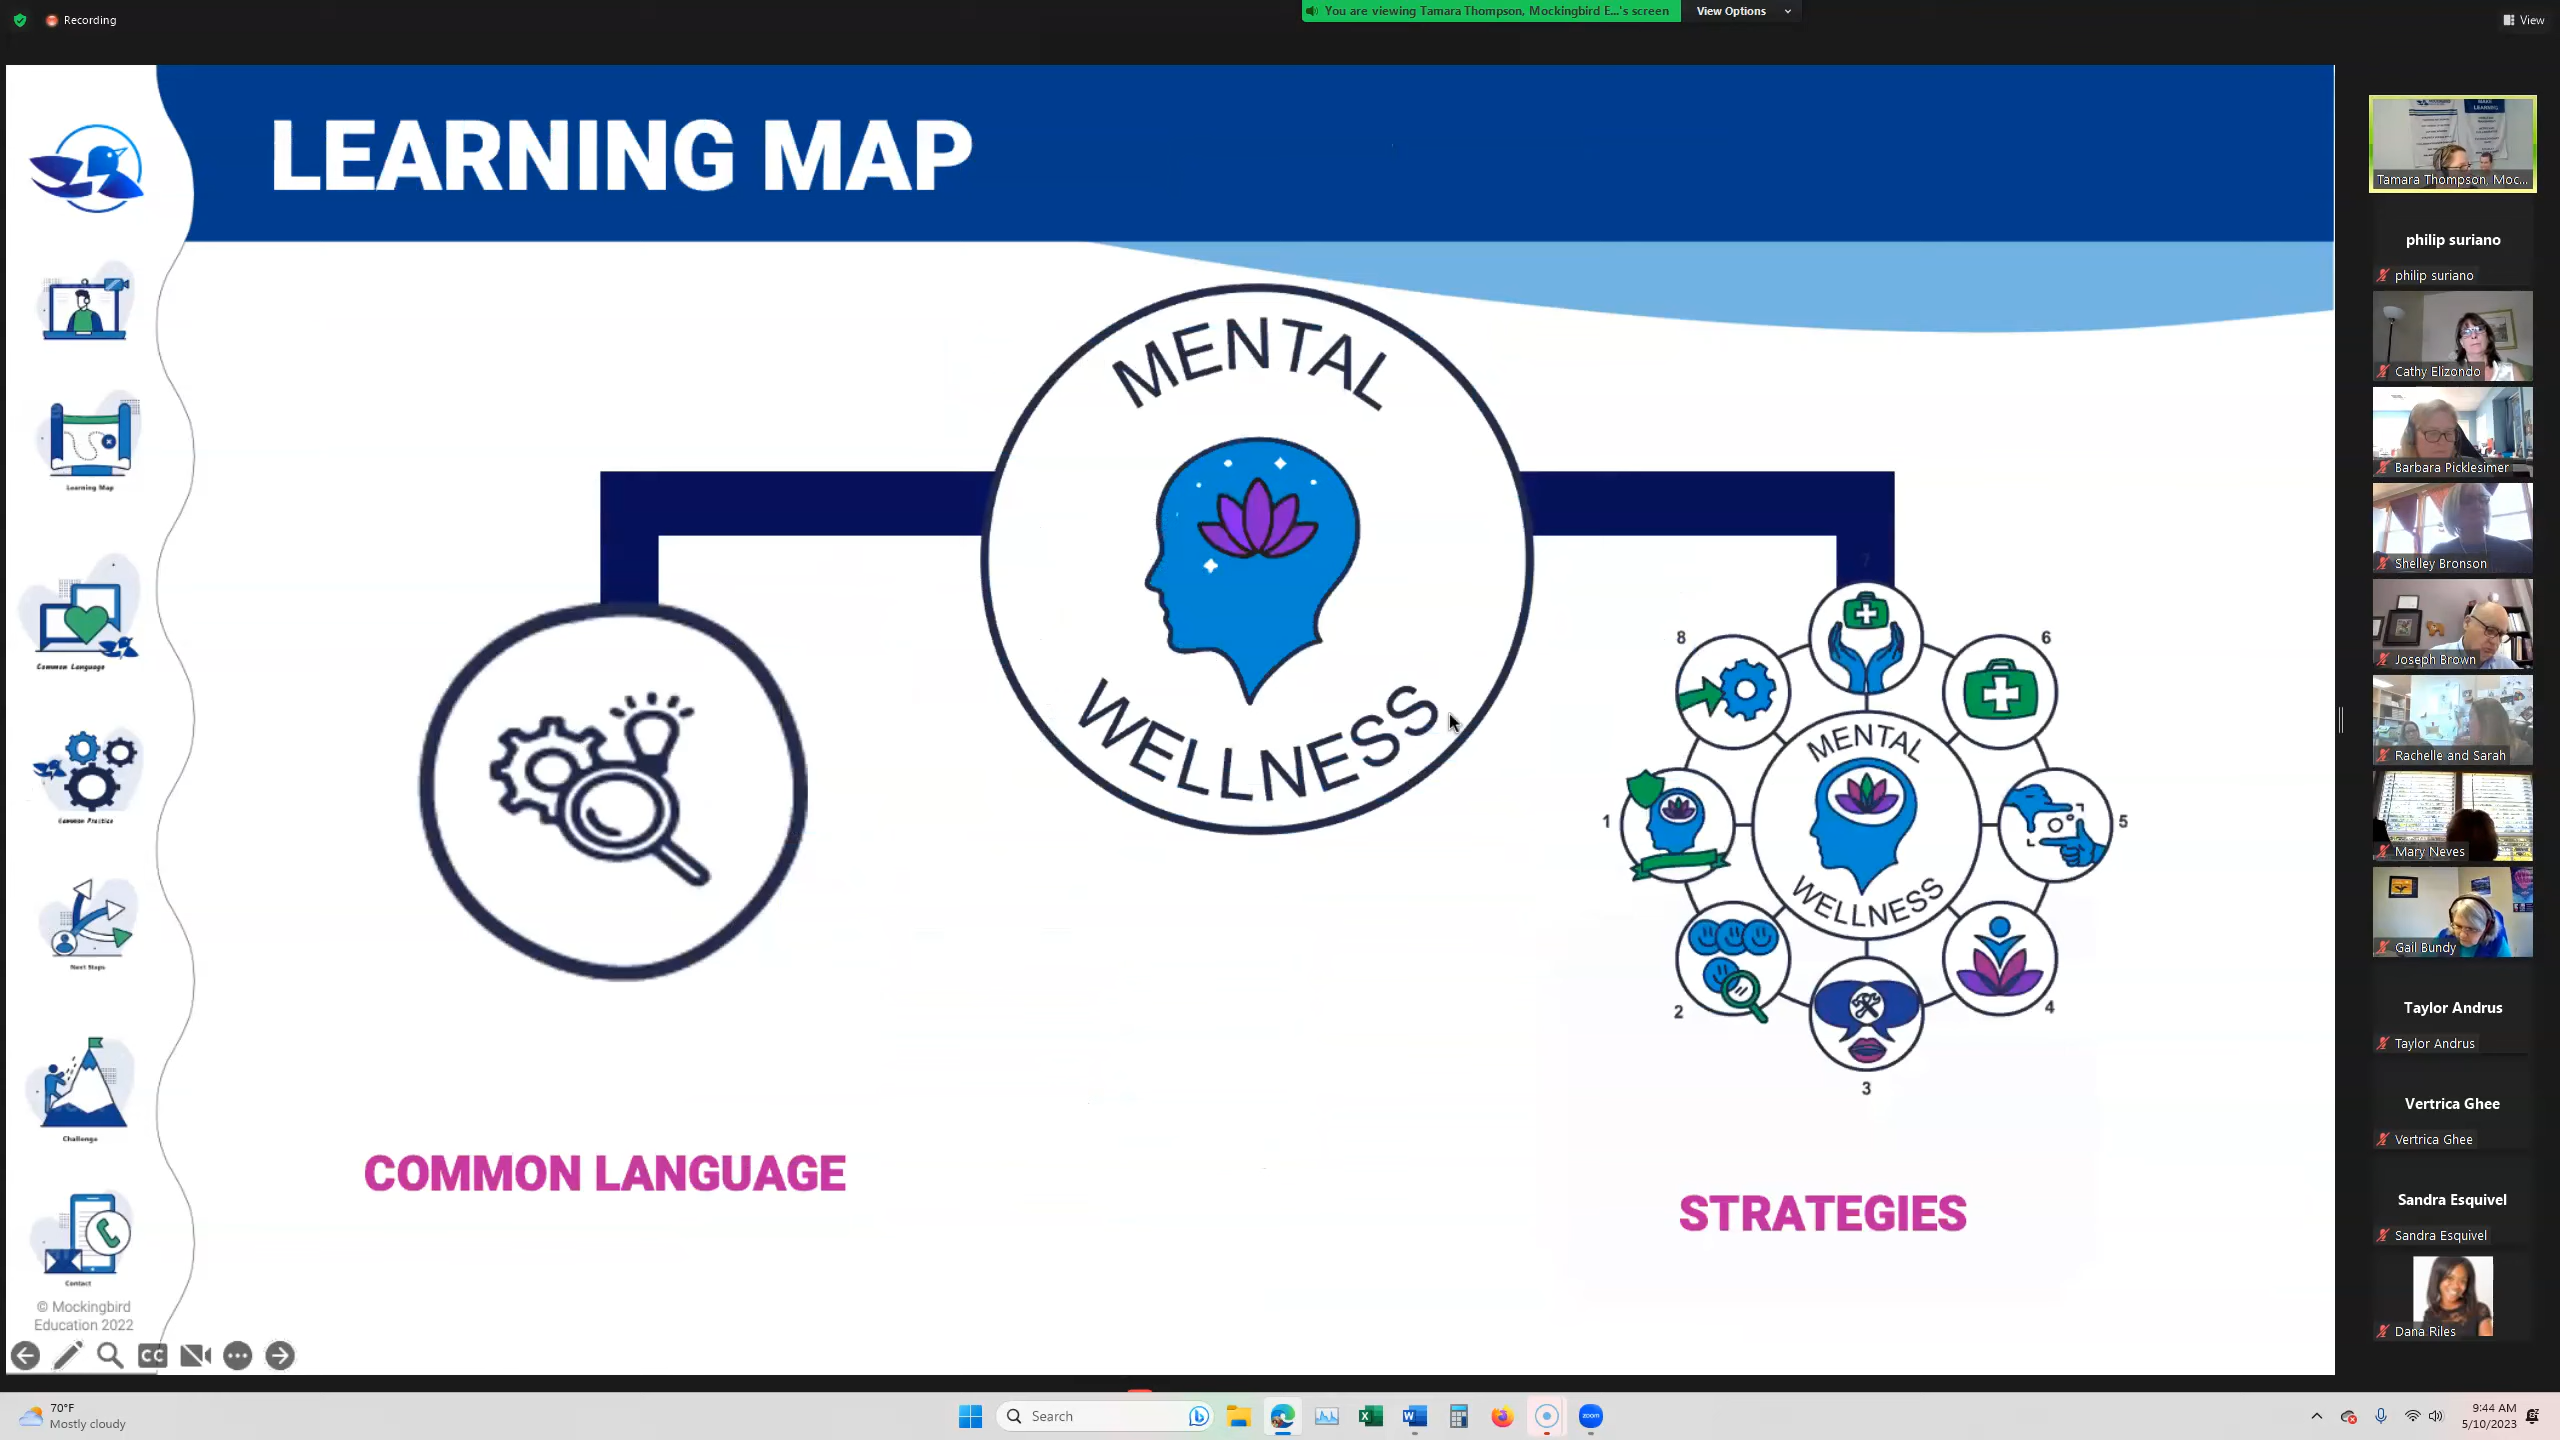 Recording
You are viewing Tamara Thompson, Mockingbird E...'s screen
View Options
View
LEARNING MAP
Learning Map
Common Language
Common Practice
Next Steps
Challenge
Contact
© Mockingbird
Education 2022
MENTAL
WELLNESS
COMMON LANGUAGE
7
8
6
1
5
2
4
3
MENTAL
WELLNESS
STRATEGIES
CC
Tamara Thompson, Moc...
philip suriano
philip suriano
Cathy Elizondo
Barbara Picklesimer
Shelley Bronson
Joseph Brown
Rachelle and Sarah
Mary Neves
Gail Bundy
Taylor Andrus
Taylor Andrus
Vertrica Ghee
Vertrica Ghee
Sandra Esquivel
Sandra Esquivel
Dana Riles
70°F
Mostly cloudy
Search
zoom
9:44 AM
5/10/2023